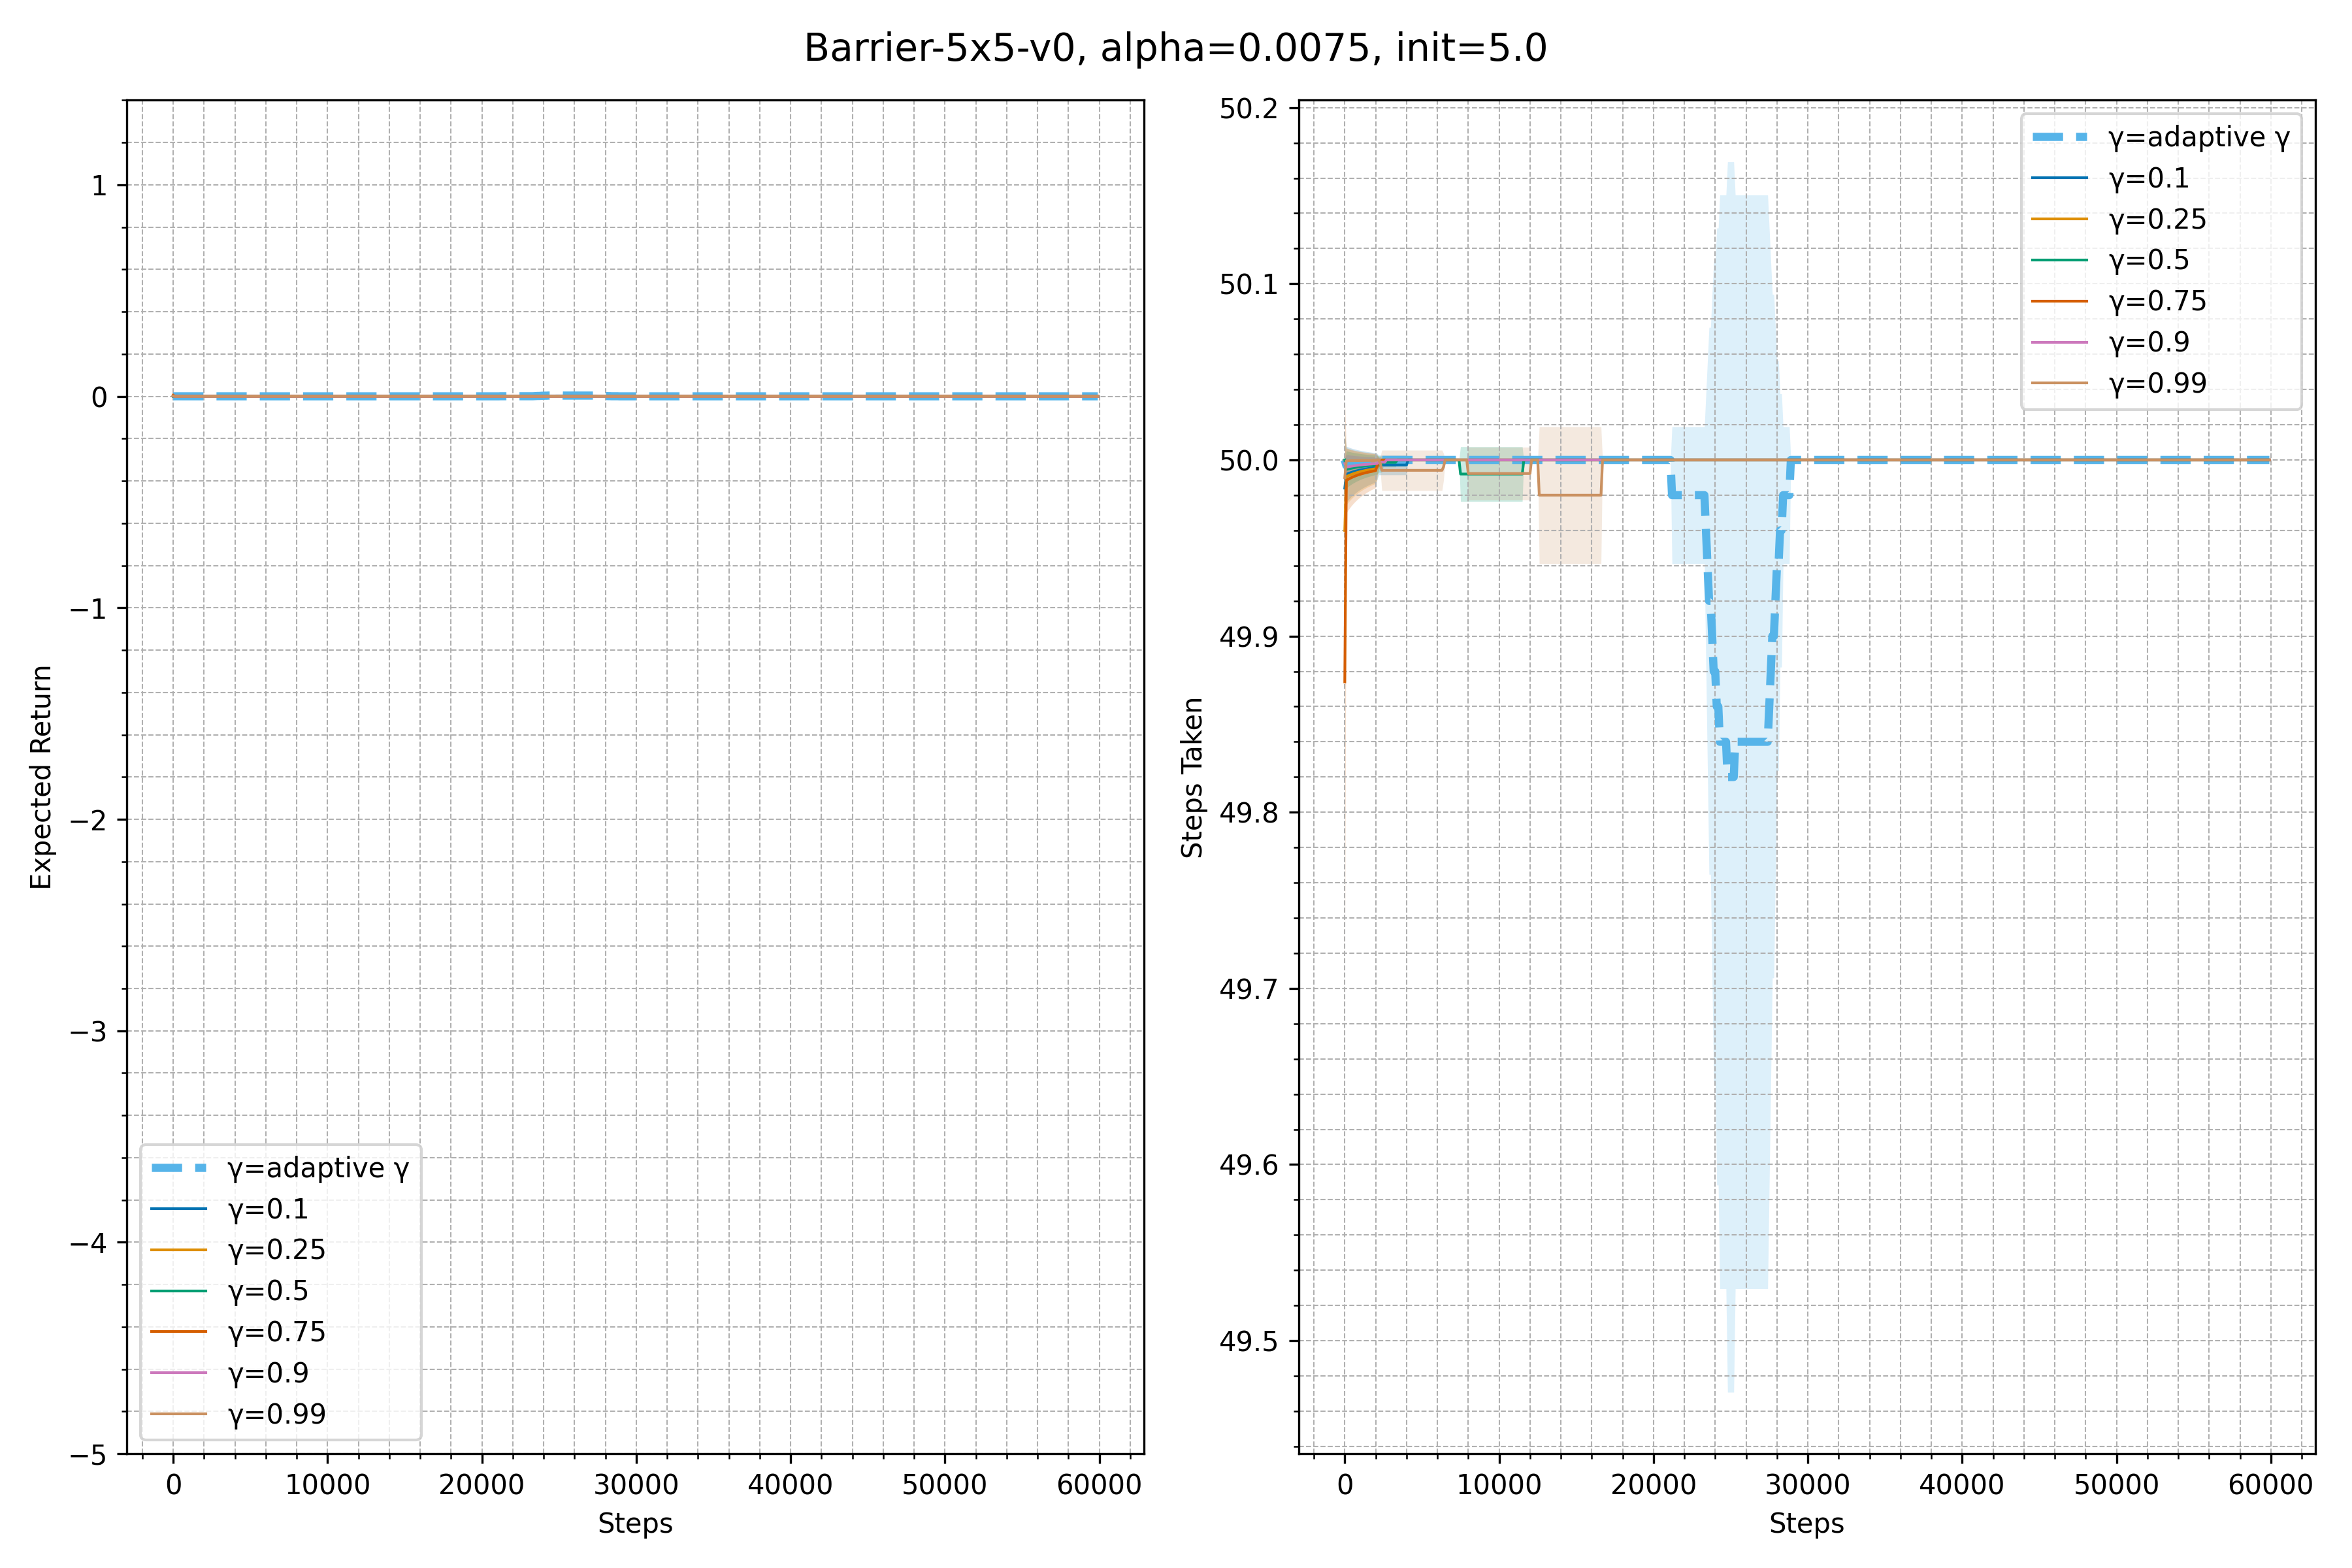 Barrier-5x5-v0, alpha=0.0075, init=5.0
Expected Return
1
0
−1
−2
−3
−4
−5
γ=adaptive γ
γ=0.1
γ=0.25
γ=0.5
γ=0.75
γ=0.9
γ=0.99
0 10000 20000 30000 40000 50000 60000
Steps
Steps Taken
50.2
50.1
50.0
49.9
49.8
49.7
49.6
49.5
γ=adaptive γ
γ=0.1
γ=0.25
γ=0.5
γ=0.75
γ=0.9
γ=0.99
0 10000 20000 30000 40000 50000 60000
Steps